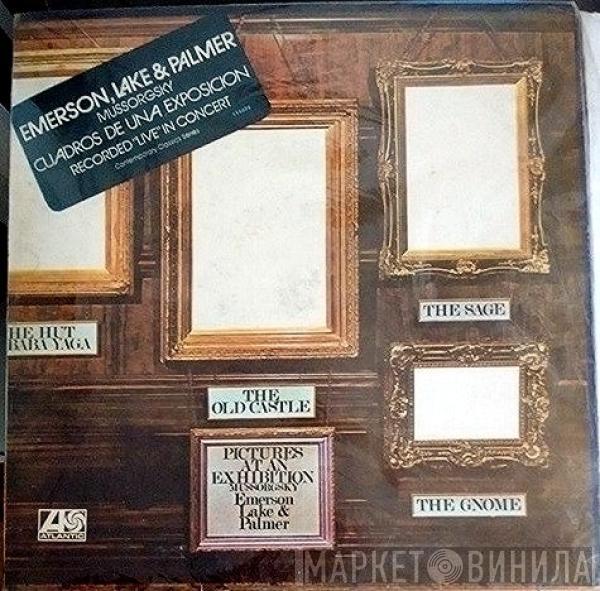 EMERSON, LAKE & PALMER
MUSSORGSKY
CUADROS DE UNA EXPOSICION
RECORDED "LIVE" IN CONCERT
Contemporary Classics Series
THE SAGE
HE HUT
BABA YAGA
THE
OLD CASTLE
PICTURES
AT AN
EXHIBITION
MUSSORGSKY
Emerson
Lake &
Palmer
THE GNOME
ATLANTIC
МАРКЕТ ВИНИЛА